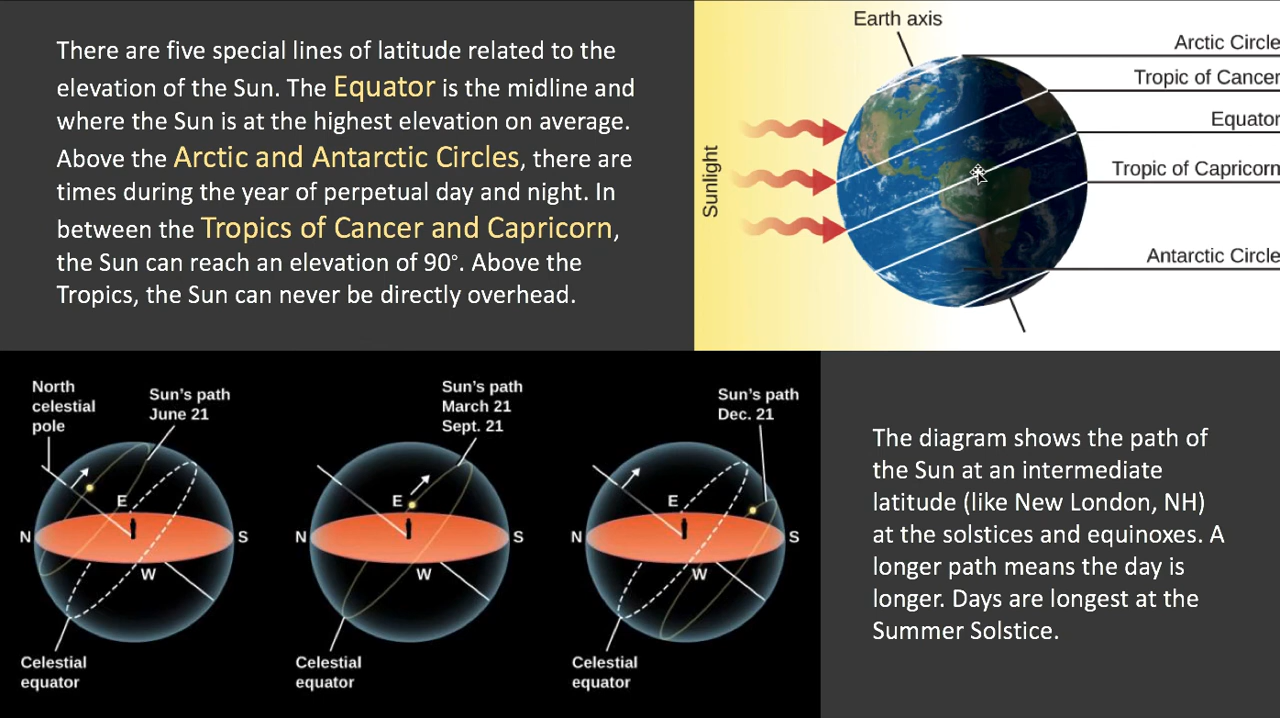 There are five special lines of latitude related to the
elevation of the Sun. The Equator is the midline and
where the Sun is at the highest elevation on average.
Above the Arctic and Antarctic Circles, there are
times during the year of perpetual day and night. In
between the Tropics of Cancer and Capricorn,
the Sun can reach an elevation of 90°. Above the
Tropics, the Sun can never be directly overhead.
Earth axis
Arctic Circle
Tropic of Cancer
Equator
Tropic of Capricorn
Antarctic Circle
Sunlight
North
celestial
pole
Sun's path
June 21
E
N
S
W
Celestial
equator
Sun's path
March 21
Sept. 21
E
N
S
W
Celestial
equator
Sun's path
Dec. 21
E
N
S
W
Celestial
equator
The diagram shows the path of
the Sun at an intermediate
latitude (like New London, NH)
at the solstices and equinoxes. A
longer path means the day is
longer. Days are longest at the
Summer Solstice.